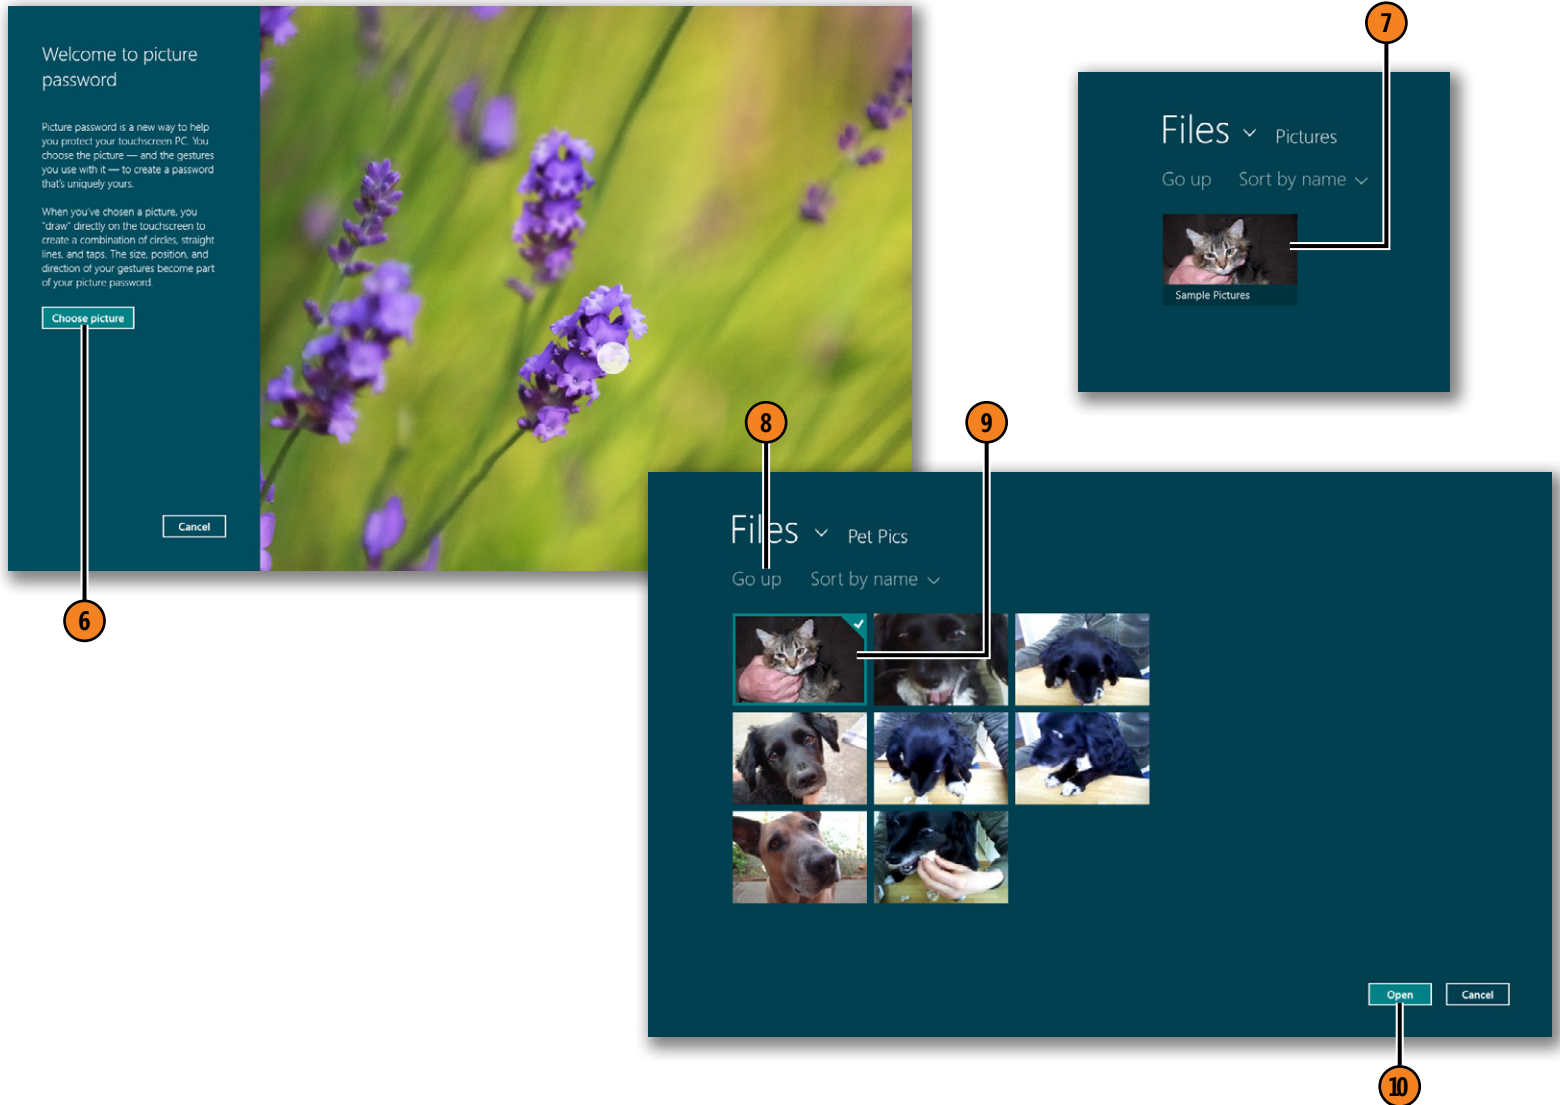 Welcome to picture
password
Picture password is a new way to help
you protect your touchscreen PC. You
choose the picture — and the gestures
you use with it — to create a password
that's uniquely yours.
When you've chosen a picture, you
"draw" directly on the touchscreen to
create a combination of circles, straight
lines, and taps. The size, position, and
direction of your gestures become part
of your picture password.
Choose picture
Cancel
6
7
Files Pictures
Go up Sort by name
Sample Pictures
8
9
Files Pet Pics
Go up Sort by name
Open Cancel
10